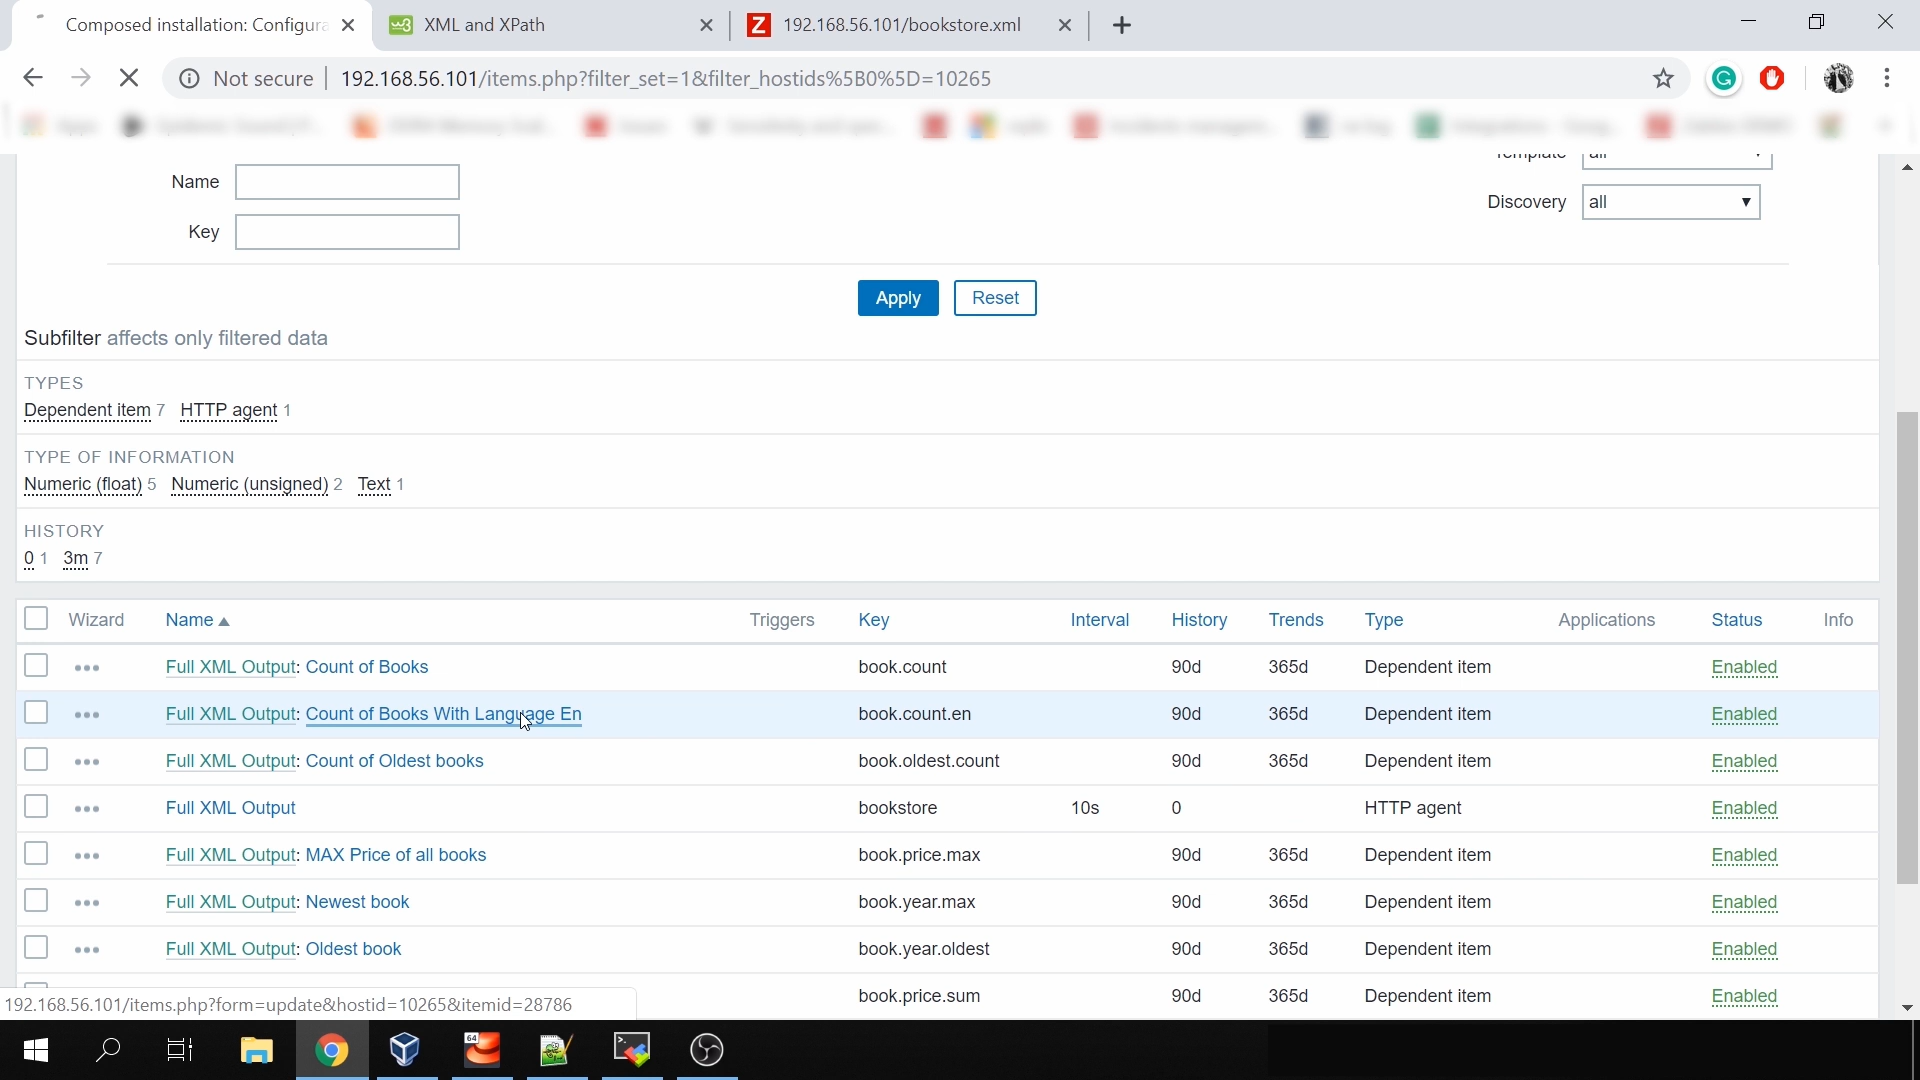 Composed installation: Configura
XML and XPath
192.168.56.101/bookstore.xml
Not secure
192.168.56.101/items.php?filter_set=1&filter_hostids%5B0%5D=10265
Template all
Name
Discovery all
Key
Apply Reset
Subfilter affects only filtered data
TYPES
Dependent item 7 HTTP agent 1
TYPE OF INFORMATION
Numeric (float) 5 Numeric (unsigned) 2 Text 1
HISTORY
0 1 3m 7
Wizard Name Triggers Key Interval History Trends Type Applications Status Info
Full XML Output: Count of Books book.count 90d 365d Dependent item Enabled
Full XML Output: Count of Books With Language En book.count.en 90d 365d Dependent item Enabled
Full XML Output: Count of Oldest books book.oldest.count 90d 365d Dependent item Enabled
Full XML Output bookstore 10s 0 HTTP agent Enabled
Full XML Output: MAX Price of all books book.price.max 90d 365d Dependent item Enabled
Full XML Output: Newest book book.year.max 90d 365d Dependent item Enabled
Full XML Output: Oldest book book.year.oldest 90d 365d Dependent item Enabled
book.price.sum 90d 365d Dependent item Enabled
192.168.56.101/items.php?form=update&hostid=10265&itemid=28786
64